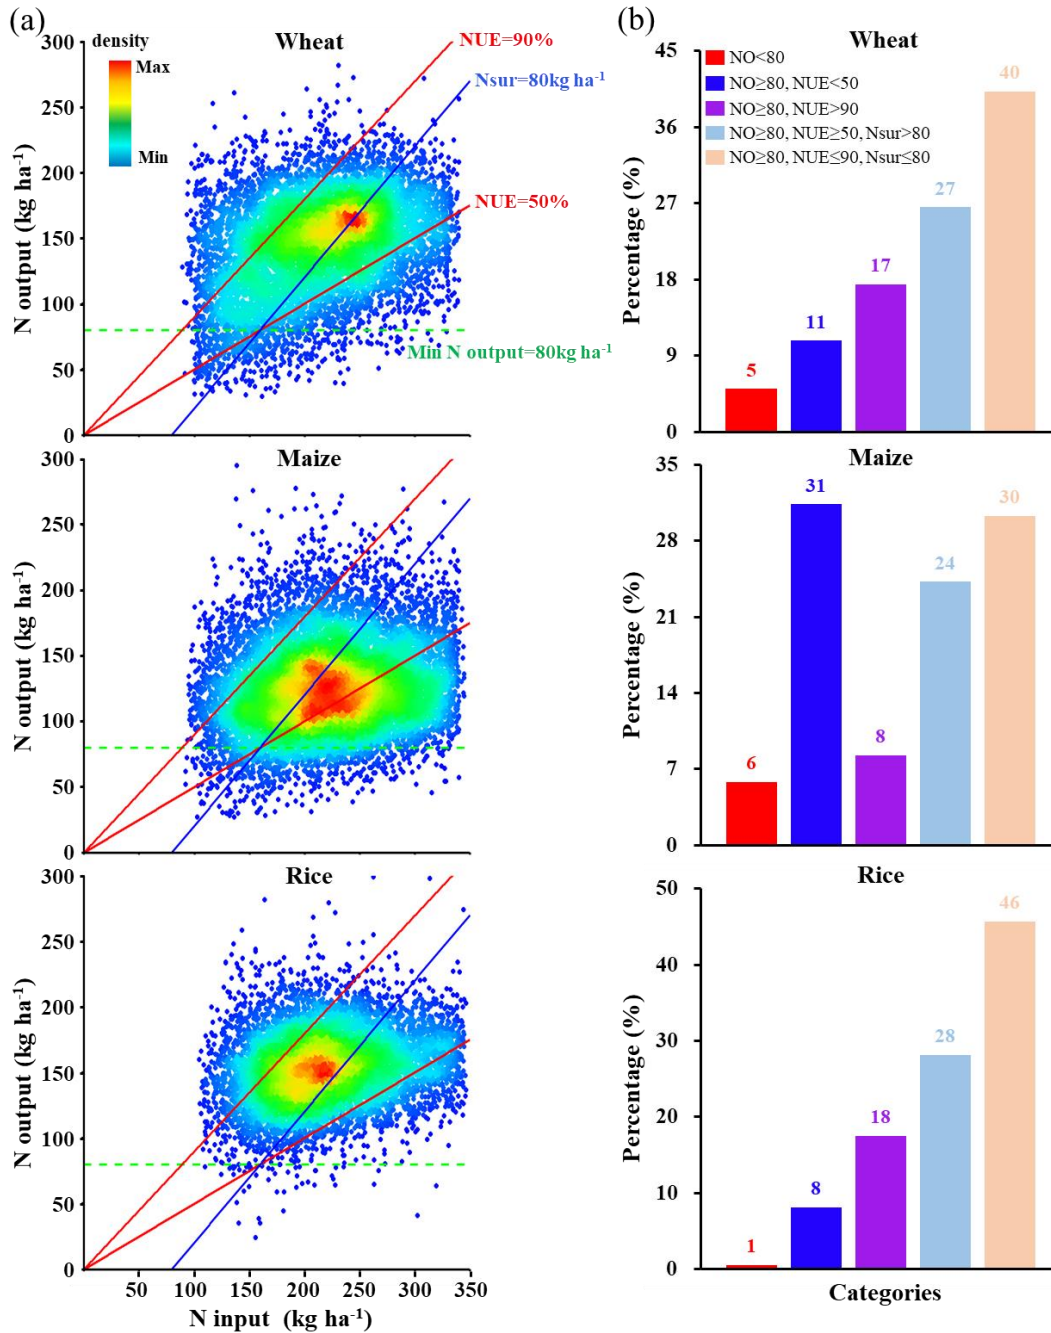 (a)
Wheat
density
Max
Min
NUE=90%
Nsur=80kg ha⁻¹
NUE=50%
Min N output=80kg ha⁻¹
N output (kg ha⁻¹)
300
250
200
150
100
50
0
Maize
N output (kg ha⁻¹)
300
250
200
150
100
50
0
Rice
N output (kg ha⁻¹)
300
250
200
150
100
50
0
50 100 150 200 250 300 350
N input (kg ha⁻¹)
(b)
Wheat
NO<80
NO≥80, NUE<50
NO≥80, NUE>90
NO≥80, NUE≥50, Nsur>80
NO≥80, NUE≤90, Nsur≤80
Percentage (%)
45
36
27
18
9
0
5
11
17
27
40
Maize
Percentage (%)
35
28
21
14
7
0
6
31
8
24
30
Rice
Percentage (%)
50
40
30
20
10
0
1
8
18
28
46
Categories